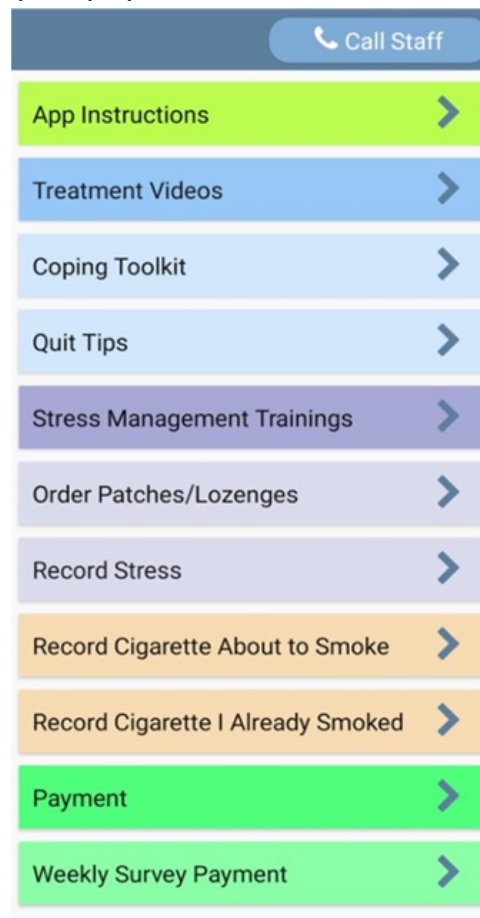 Call Staff
App Instructions
Treatment Videos
Coping Toolkit
Quit Tips
Stress Management Trainings
Order Patches/Lozenges
Record Stress
Record Cigarette About to Smoke
Record Cigarette I Already Smoked
Payment
Weekly Survey Payment